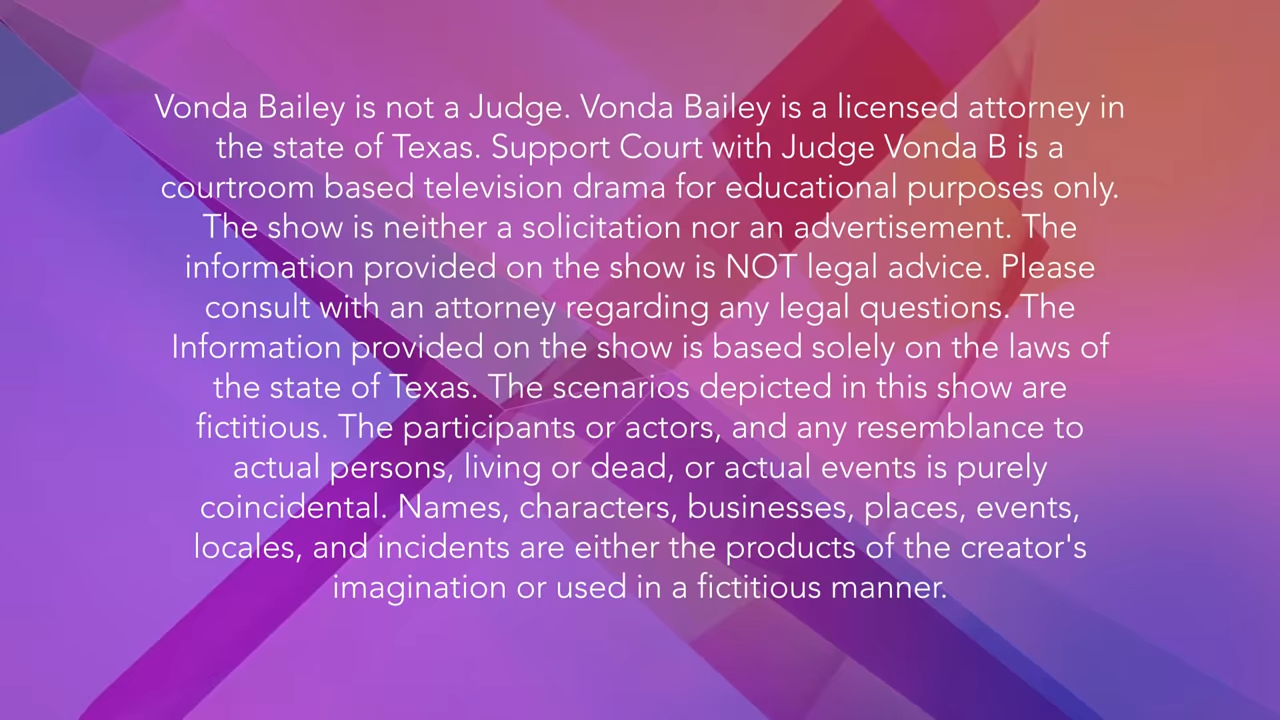 Vonda Bailey is not a Judge. Vonda Bailey is a licensed attorney in
the state of Texas. Support Court with Judge Vonda B is a
courtroom based television drama for educational purposes only.
The show is neither a solicitation nor an advertisement. The
information provided on the show is NOT legal advice. Please
consult with an attorney regarding any legal questions. The
Information provided on the show is based solely on the laws of
the state of Texas. The scenarios depicted in this show are
fictitious. The participants or actors, and any resemblance to
actual persons, living or dead, or actual events is purely
coincidental. Names, characters, businesses, places, events,
locales, and incidents are either the products of the creator's
imagination or used in a fictitious manner.